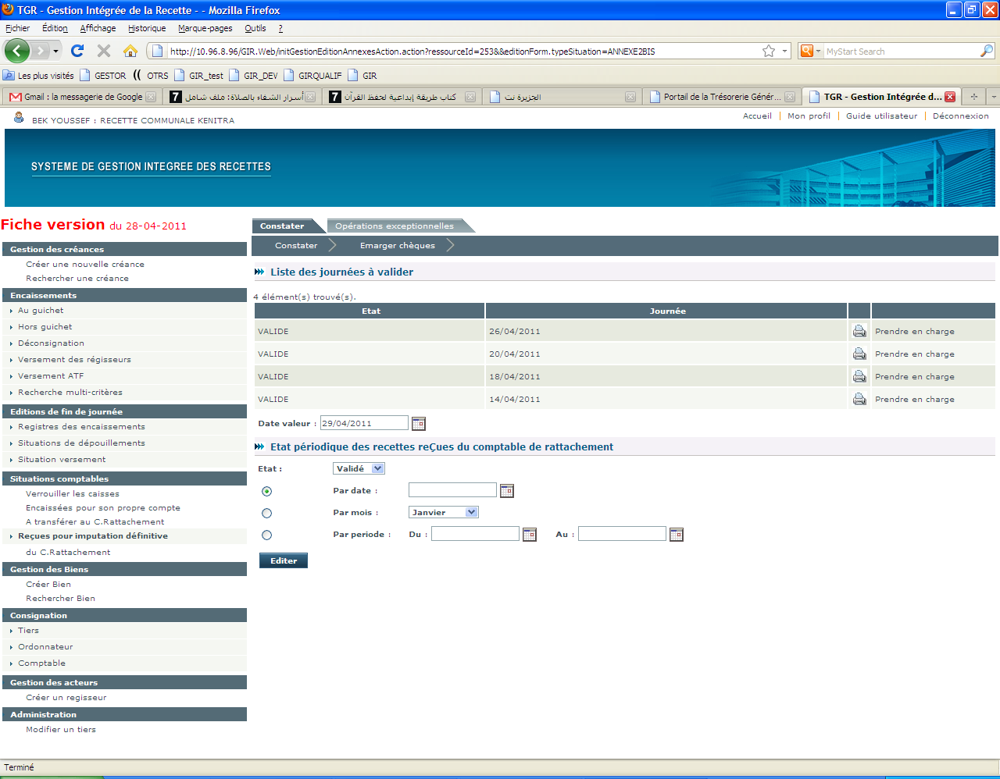 TGR - Gestion Intégrée de la Recette - - Mozilla Firefox
Fichier Édition Affichage Historique Marque-pages Outils ?
http://10.96.8.96/GIR.Web/initGestionEditionAnnexesAction.action?ressourceId=253&&editionForm.typeSituation=ANNEXE2BIS
MyStart Search
Les plus visités GESTOR OTRS GIR_test GIR_DEV GIRQUALIF GIR
Gmail : la messagerie de Google
أسرار الشفاء بالصلاة: ملف شامل
كتاب طريقة إبداعية لحفظ القرآن
الجزيرة نت
Portail de la Trésorerie Génér...
TGR - Gestion Intégrée d...
BEK YOUSSEF : RECETTE COMMUNALE KENITRA
Accueil | Mon profil | Guide utilisateur | Déconnexion
SYSTEME DE GESTION INTEGREE DES RECETTES
Fiche version du 28-04-2011
Gestion des créances
Créer une nouvelle créance
Rechercher une créance
Encaissements
Au guichet
Hors guichet
Déconsignation
Versement des régisseurs
Versement ATF
Recherche multi-critères
Editions de fin de journée
Registres des encaissements
Situations de dépouillements
Situation versement
Situations comptables
Verrouiller les caisses
Encaissées pour son propre compte
A transférer au C.Rattachement
Reçues pour imputation définitive
du C.Rattachement
Gestion des Biens
Créer Bien
Rechercher Bien
Consignation
Tiers
Ordonnateur
Comptable
Gestion des acteurs
Créer un regisseur
Administration
Modifier un tiers
Constater Opérations exceptionnelles
Constater Emarger chèques
Liste des journées à valider
4 élément(s) trouvé(s).
Etat Journée
VALIDE 26/04/2011 Prendre en charge
VALIDE 20/04/2011 Prendre en charge
VALIDE 18/04/2011 Prendre en charge
VALIDE 14/04/2011 Prendre en charge
Date valeur : 29/04/2011
Etat périodique des recettes reÇues du comptable de rattachement
Etat : Validé
Par date :
Par mois : Janvier
Par periode : Du : Au :
Editer
Terminé